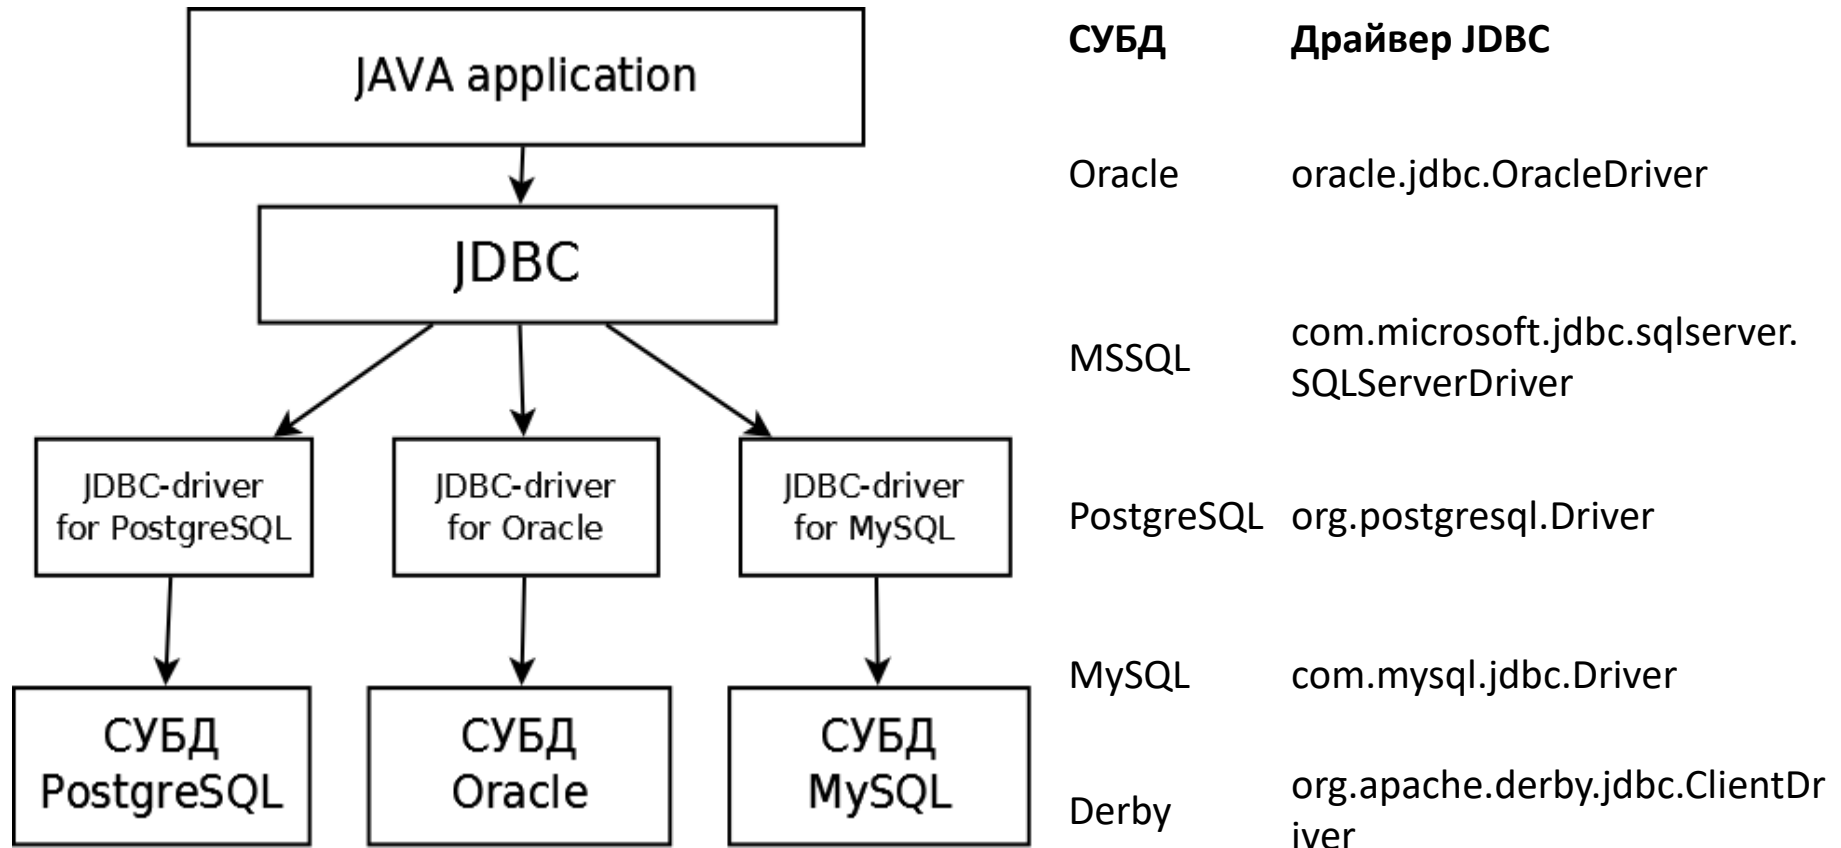 JAVA application
JDBC
JDBC-driver
for PostgreSQL
JDBC-driver
for Oracle
JDBC-driver
for MySQL
СУБД
PostgreSQL
СУБД
Oracle
СУБД
MySQL
СУБД Драйвер JDBC
Oracle oracle.jdbc.OracleDriver
MSSQL com.microsoft.jdbc.sqlserver.
SQLServerDriver
PostgreSQL org.postgresql.Driver
MySQL com.mysql.jdbc.Driver
Derby org.apache.derby.jdbc.ClientDr
iver